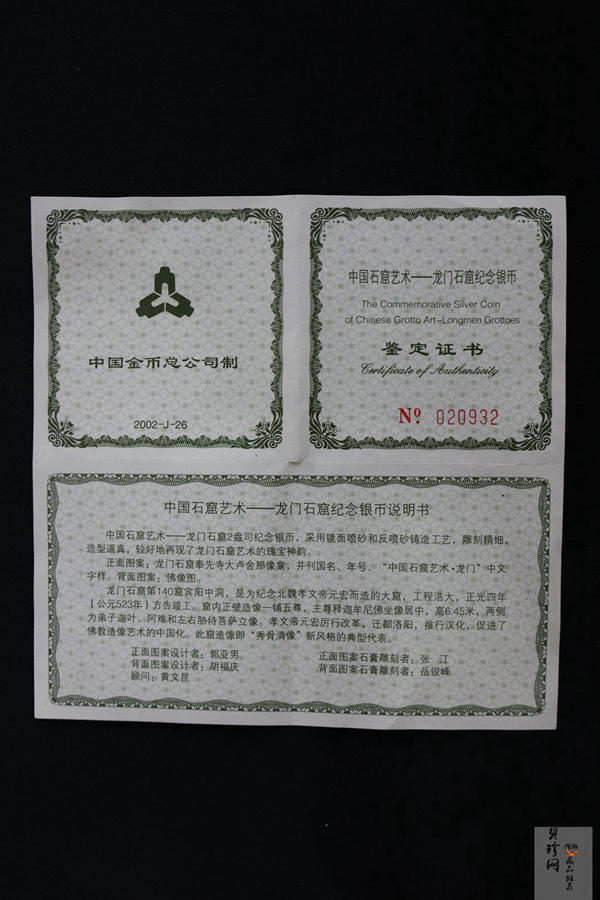 中国金币总公司制
2002-J-26
中国石窟艺术——龙门石窟纪念银币
The Commemorative Silver Coin
of Chinese Grotto Art-Longmen Grottoes
鉴定证书
Certificate of Authenticity
Nº 020932
中国石窟艺术——龙门石窟纪念银币说明书
中国石窟艺术——龙门石窟2盎司纪念银币，采用镜面喷砂和反喷砂铸造工艺，雕刻精细，
造型逼真，较好地再现了龙门石窟艺术的瑰宝神韵。
正面图案：龙门石窟奉先寺大卢舍那像龛，并刊国名、年号、“中国石窟艺术·龙门”中文
字样。背面图案：佛像图。
龙门石窟第140窟宾阳中洞，是为纪念北魏孝文帝元宏而造的大窟，工程浩大，正光四年
（公元523年）方告竣工。窟内正壁造像一铺五尊，主尊释迦牟尼佛坐像居中，高6.45米，两侧
为弟子迦叶、阿难和左右胁侍菩萨立像。孝文帝元宏厉行改革，迁都洛阳，推行汉化，促进了
佛教造像艺术的中国化。此窟造像即“秀骨清像”新风格的典型代表。
正面图案设计者：郭亚男 正面图案石膏雕刻者：张 江
背面图案设计者：胡福庆 背面图案石膏雕刻者：岳俊峰
顾问：黄文昆
贝珍网